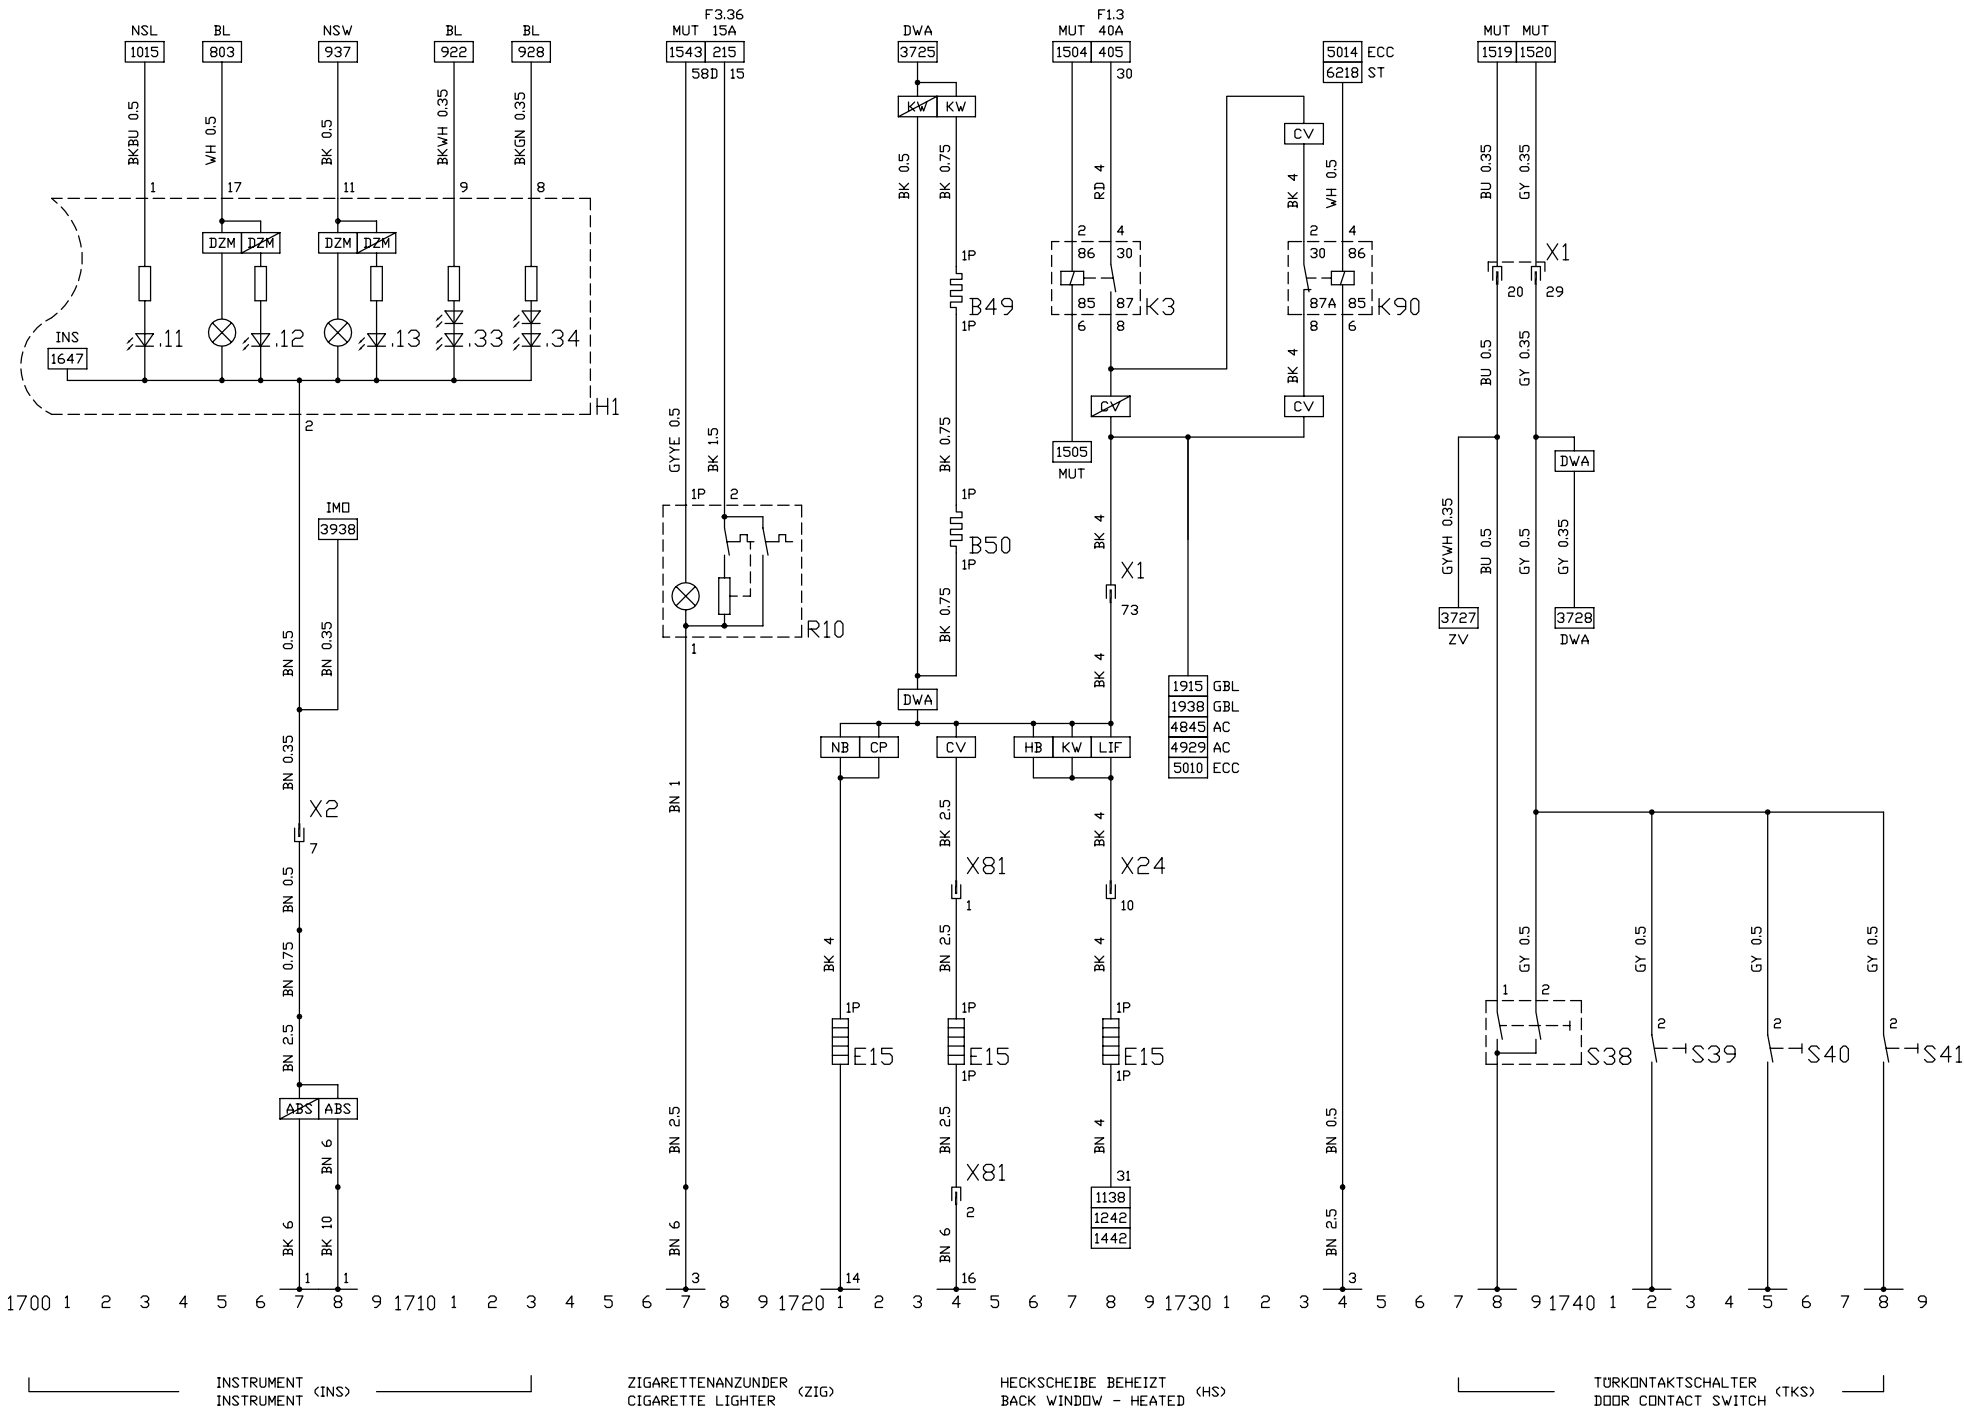 F3.36 F1.3
NSL BL NSW BL BL MUT 15A DWA MUT 40A MUT MUT
1015 803 937 922 928 1543 215 3725 1504 405 5014 ECC 1519 1520
58D 15 30 6218 ST
KW KW
CV
BKBU 0.5 WH 0.5 BK 0.5 BKWH 0.35 BKGN 0.35 BK 0.5 BK 0.75 RD 4 BK 4 WH 0.5 BU 0.35 GY 0.35
1 17 11 9 8
DZM DZM DZM DZM
1P 2 4 2 4
86 30 30 86 X1
B49 85 87 K3 87A 85 K90 20 29
1P 6 8 8 6
INS
1647 .11 .12 .13 .33 .34
BK 4 BU 0.5 GY 0.35
H1
2
CV CV
GYYE 0.5 BK 1.5 BK 0.75
1505
MUT
DWA
1P 2 1P
IMO
3938
B50
1P
BK 4 GYWH 0.35 BU 0.5 GY 0.5 GY 0.35
X1
73
R10
1
3727 3728
ZV DWA
BN 0.5 BN 0.35 BK 0.75 BK 4
DWA
1915 GBL
1938 GBL
4845 AC
4929 AC
5010 ECC
NB CP CV HB KW LIF
BN 0.35 BN 1 BK 2.5 BK 4
X2
7
X81 X24
1 10
BN 0.5
BN 0.75 BK 4 BN 2.5 BK 4 GY 0.5 GY 0.5 GY 0.5 GY 0.5
1 2
1P 1P 1P
E15 E15 E15
1P 1P
2 2 2
S38 S39 S40 S41
BN 2.5
ABS ABS
BN 6 BN 2.5 BN 2.5 BN 4 BN 0.5
X81
2
31
1138
1242
1442
BK 6 BK 10 BN 6 BN 6 BN 2.5
1 1 3 14 16 3
1700 1 2 3 4 5 6 7 8 9 1710 1 2 3 4 5 6 7 8 9 1720 1 2 3 4 5 6 7 8 9 1730 1 2 3 4 5 6 7 8 9 1740 1 2 3 4 5 6 7 8 9
INSTRUMENT
INSTRUMENT (INS)
ZIGARETTENANZUNDER
CIGARETTE LIGHTER (ZIG)
HECKSCHEIBE BEHEIZT
BACK WINDOW - HEATED (HS)
TÜRKONTAKTSCHALTER
DOOR CONTACT SWITCH (TKS)